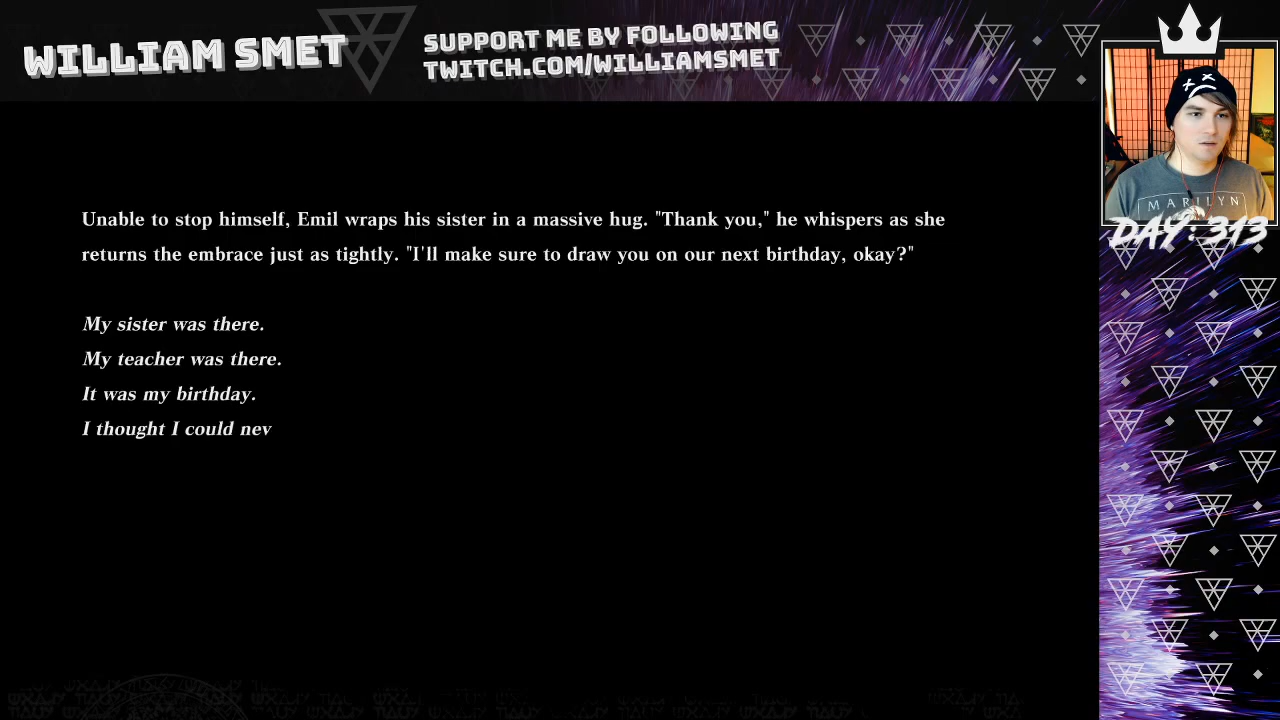 WILLIAM SMET
SUPPORT ME BY FOLLOWING
TWITCH.COM/WILLIAMSMET
MARILYN
DAY: 313
Unable to stop himself, Emil wraps his sister in a massive hug. "Thank you," he whispers as she
returns the embrace just as tightly. "I'll make sure to draw you on our next birthday, okay?"
My sister was there.
My teacher was there.
It was my birthday.
I thought I could nev